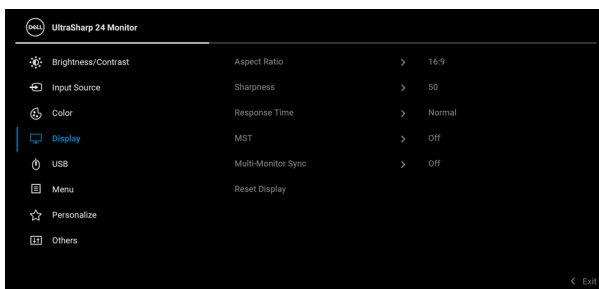 DELL UltraSharp 24 Monitor
Brightness/Contrast Aspect Ratio > 16:9
Input Source Sharpness > 50
Color Response Time > Normal
Display MST > Off
USB Multi-Monitor Sync > Off
Menu Reset Display
Personalize
Others
< Exit